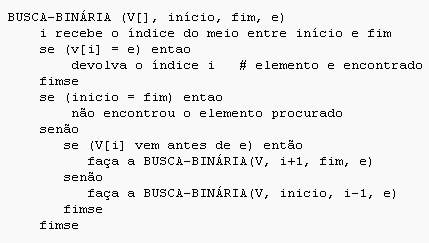 BUSCA-BINÁRIA (V[], início, fim, e)
i recebe o índice do meio entre início e fim
se (v[i] = e) entao
devolva o índice i # elemento e encontrado
fimse
se (inicio = fim) entao
não encontrou o elemento procurado
senão
se (V[i] vem antes de e) então
faça a BUSCA-BINÁRIA(V, i+1, fim, e)
senão
faça a BUSCA-BINÁRIA(V, inicio, i-1, e)
fimse
fimse